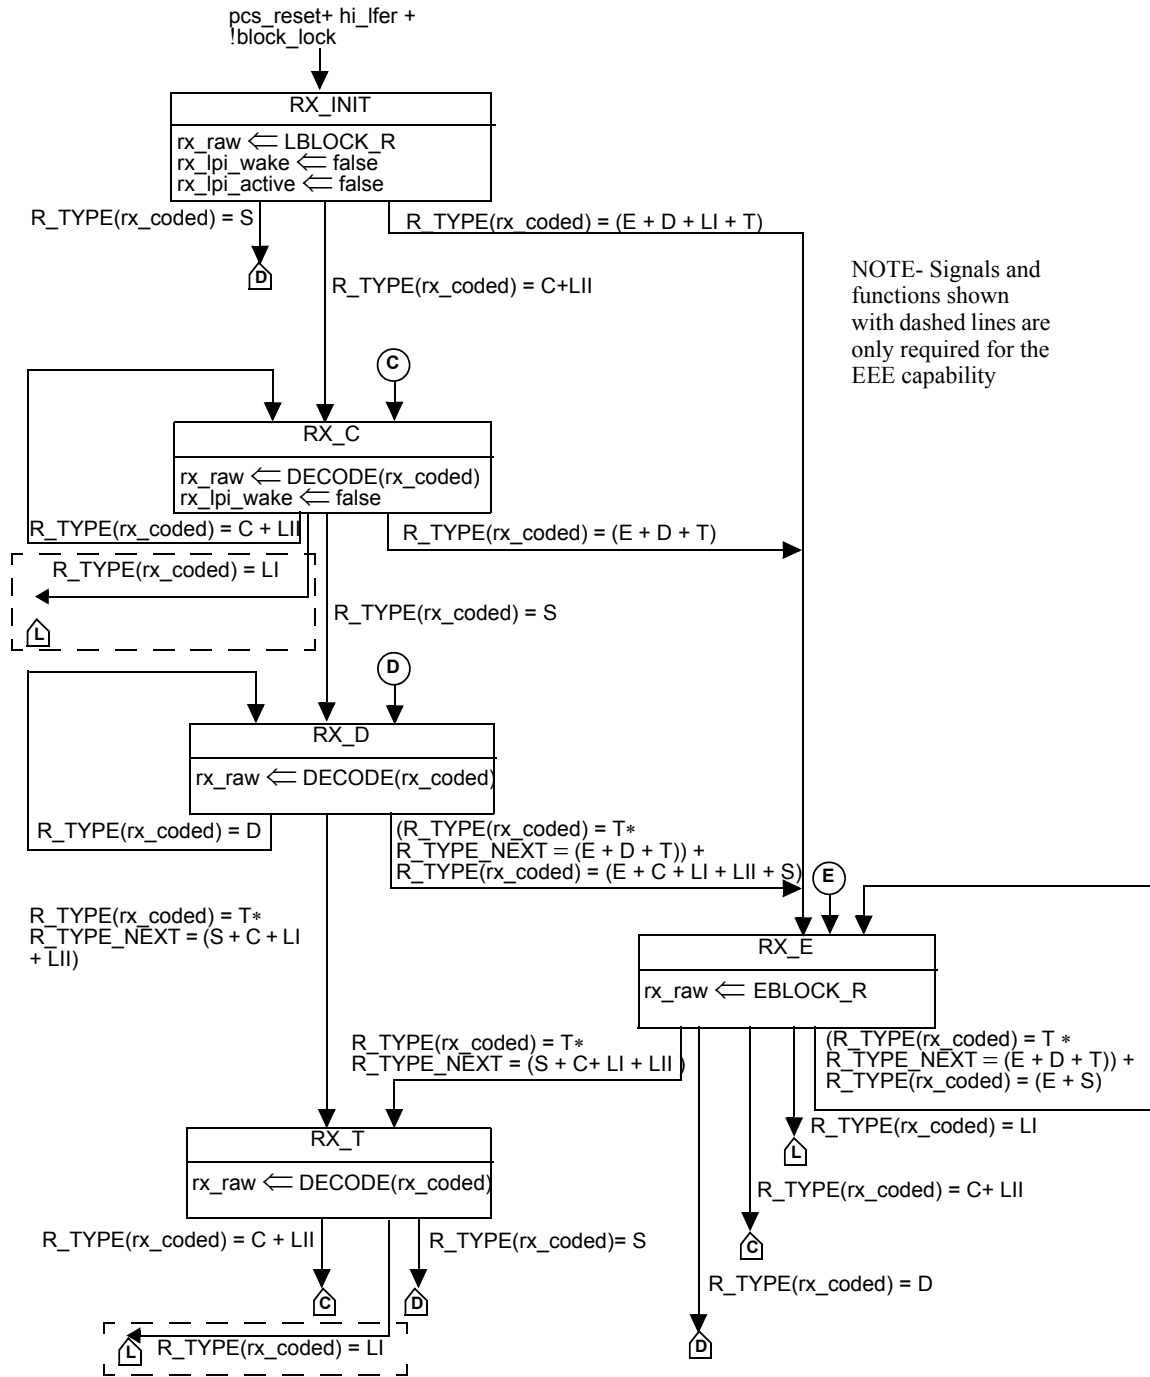 pcs_reset+ hi_lfer +
!block_lock
RX_INIT
rx_raw ⇐ LBLOCK_R
rx_lpi_wake ⇐ false
rx_lpi_active ⇐ false
R_TYPE(rx_coded) = S
R_TYPE(rx_coded) = (E + D + LI + T)
D
R_TYPE(rx_coded) = C+LII
NOTE- Signals and
functions shown
with dashed lines are
only required for the
EEE capability
C
RX_C
rx_raw ⇐ DECODE(rx_coded)
rx_lpi_wake ⇐ false
R_TYPE(rx_coded) = C + LII
R_TYPE(rx_coded) = (E + D + T)
R_TYPE(rx_coded) = LI
L
R_TYPE(rx_coded) = S
D
RX_D
rx_raw ⇐ DECODE(rx_coded)
R_TYPE(rx_coded) = D
(R_TYPE(rx_coded) = T*
R_TYPE_NEXT = (E + D + T)) +
R_TYPE(rx_coded) = (E + C + LI + LII + S)
E
R_TYPE(rx_coded) = T*
R_TYPE_NEXT = (S + C + LI
+ LII)
RX_E
rx_raw ⇐ EBLOCK_R
R_TYPE(rx_coded) = T*
R_TYPE_NEXT = (S + C+ LI + LII )
(R_TYPE(rx_coded) = T *
R_TYPE_NEXT = (E + D + T)) +
R_TYPE(rx_coded) = (E + S)
R_TYPE(rx_coded) = LI
L
RX_T
rx_raw ⇐ DECODE(rx_coded)
R_TYPE(rx_coded) = C+ LII
C
R_TYPE(rx_coded) = C + LII
R_TYPE(rx_coded)= S
C
D
R_TYPE(rx_coded) = D
D
L
R_TYPE(rx_coded) = LI